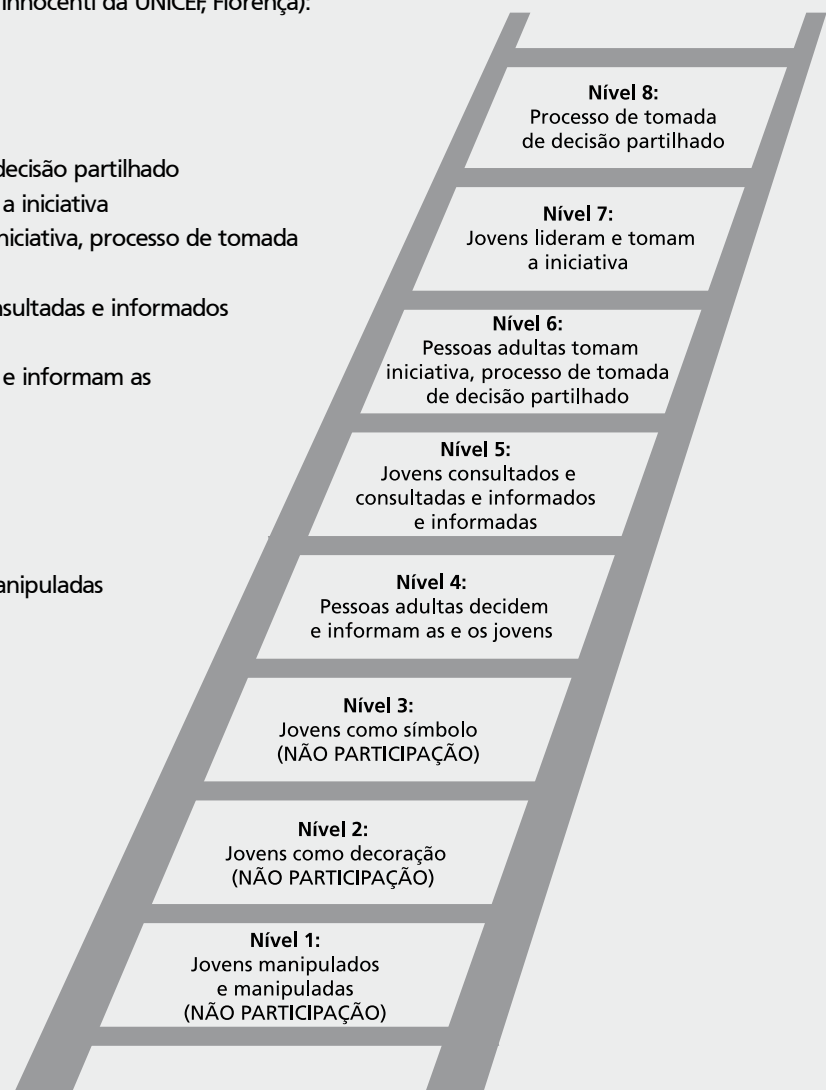 Innocenti da UNICEF, Florença):
decisão partilhado
a iniciativa
niciativa, processo de tomada
nsultadas e informados
e informam as
anipuladas
Nível 8:
Processo de tomada
de decisão partilhado
Nível 7:
Jovens lideram e tomam
a iniciativa
Nível 6:
Pessoas adultas tomam
iniciativa, processo de tomada
de decisão partilhado
Nível 5:
Jovens consultados e
consultadas e informados
e informadas
Nível 4:
Pessoas adultas decidem
e informam as e os jovens
Nível 3:
Jovens como símbolo
(NÃO PARTICIPAÇÃO)
Nível 2:
Jovens como decoração
(NÃO PARTICIPAÇÃO)
Nível 1:
Jovens manipulados
e manipuladas
(NÃO PARTICIPAÇÃO)